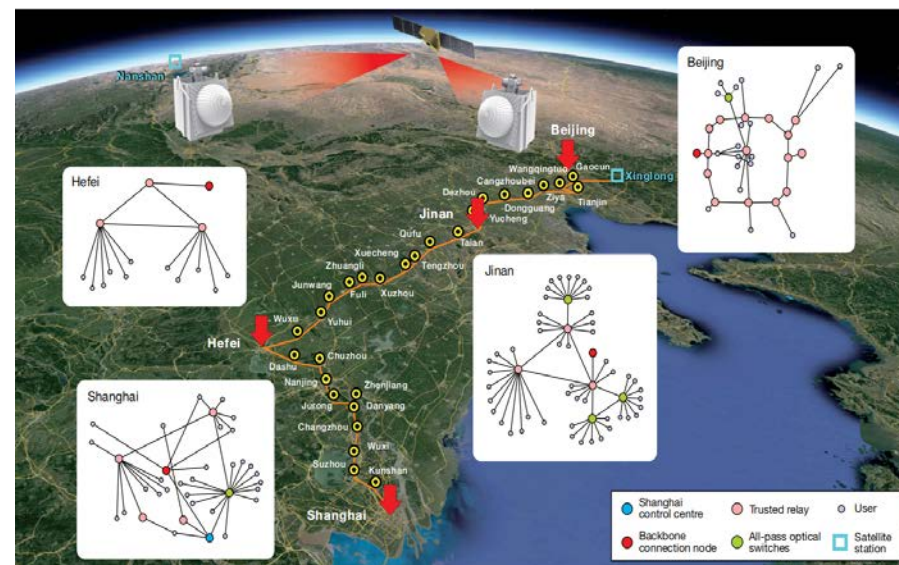 Nanshan
Beijing
Beijing
Wangqingtuo
Gaocun
Cangzhoubei
Xinglong
Dezhou
Hefei
Dongguang
Ziya
Tianjin
Jinan
Yucheng
Qufu
Taian
Xuecheng
Tengzhou
Jinan
Zhuangli
Junwang
Fuli
Xuzhou
Wuxu
Yuhui
Hefei
Chuzhou
Dashu
Nanjing
Zhenjiang
Shanghai
Jurong
Danyang
Changzhou
Wuxi
Suzhou
Kunshan
Shanghai
Shanghai
control centre
Trusted relay
User
Backbone
connection node
All-pass optical
switches
Satellite
station